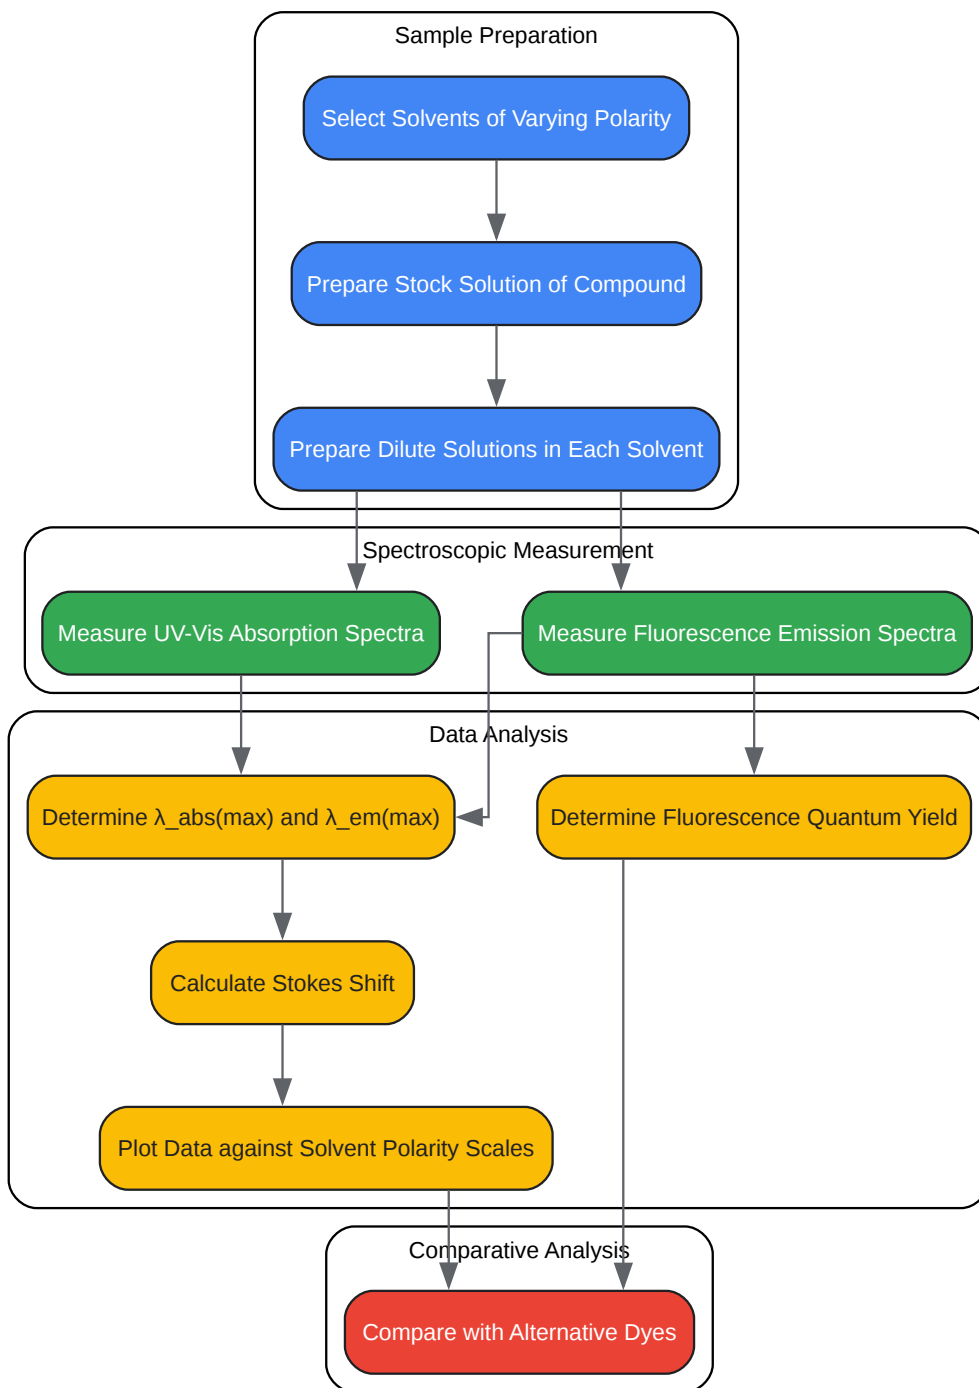 Sample Preparation
Select Solvents of Varying Polarity
Prepare Stock Solution of Compound
Prepare Dilute Solutions in Each Solvent
Spectroscopic Measurement
Measure UV-Vis Absorption Spectra
Measure Fluorescence Emission Spectra
Data Analysis
Determine λ_abs(max) and λ_em(max)
Determine Fluorescence Quantum Yield
Calculate Stokes Shift
Plot Data against Solvent Polarity Scales
Comparative Analysis
Compare with Alternative Dyes